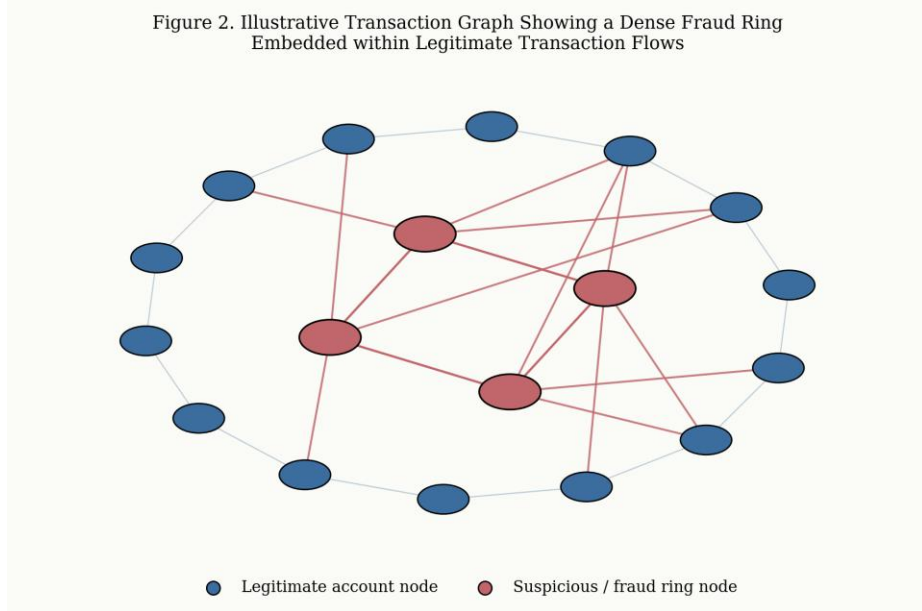 Figure 2. Illustrative Transaction Graph Showing a Dense Fraud Ring
Embedded within Legitimate Transaction Flows
Legitimate account node
Suspicious / fraud ring node